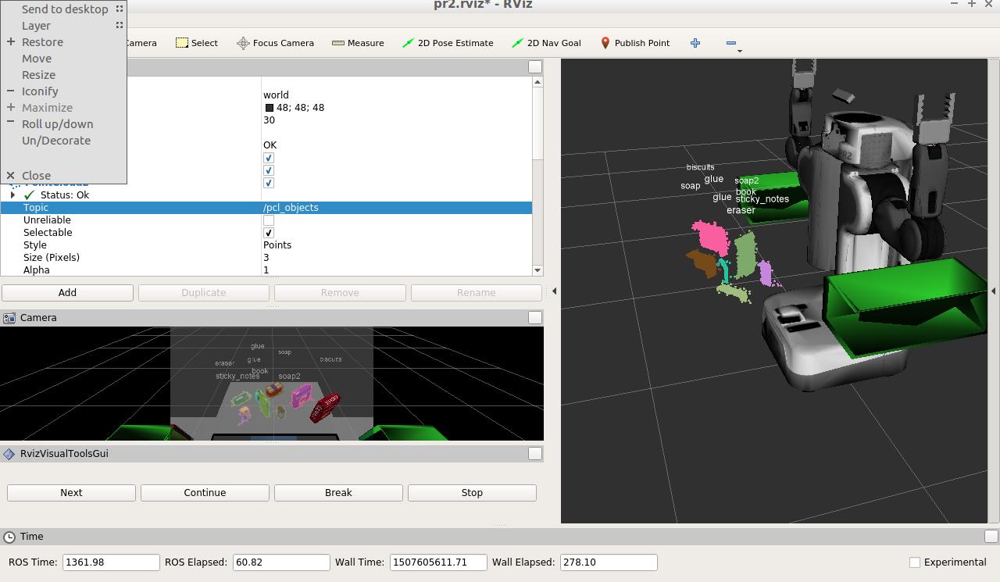 pr2.rviz* - RViz
Send to desktop
Layer
Restore
Move
Resize
Iconify
Maximize
Roll up/down
Un/Decorate
Close
Camera Select Focus Camera Measure 2D Pose Estimate 2D Nav Goal Publish Point
world
48; 48; 48
30
OK
Status: Ok
Topic /pcl_objects
Unreliable
Selectable
Style Points
Size (Pixels) 3
Alpha 1
Add Duplicate Remove Rename
Camera
glue
soap
glue
biscuits
eraser
book
sticky_notes
soap2
RvizVisualToolsGui
Next Continue Break Stop
biscuits
glue
soap
soap2
book
glue
sticky_notes
eraser
PR2
Time
ROS Time: 1361.98 ROS Elapsed: 60.82 Wall Time: 1507605611.71 Wall Elapsed: 278.10 Experimental